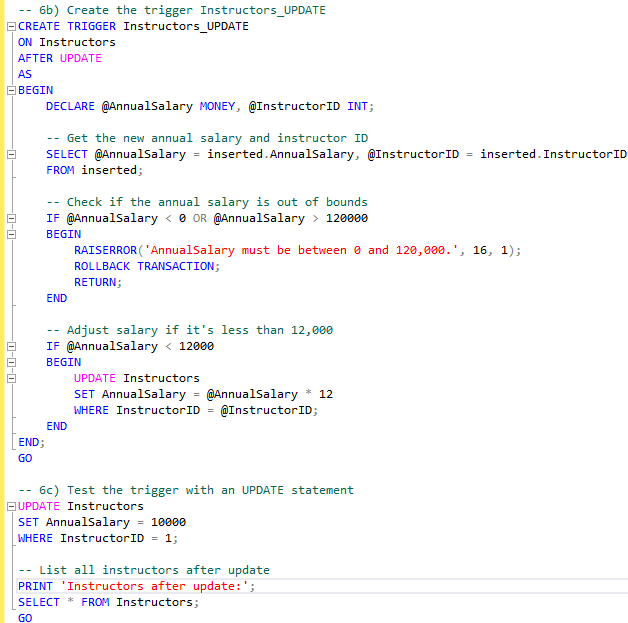 -- 6b) Create the trigger Instructors_UPDATE
CREATE TRIGGER Instructors_UPDATE
ON Instructors
AFTER UPDATE
AS
BEGIN
    DECLARE @AnnualSalary MONEY, @InstructorID INT;

    -- Get the new annual salary and instructor ID
    SELECT @AnnualSalary = inserted.AnnualSalary, @InstructorID = inserted.InstructorID
    FROM inserted;

    -- Check if the annual salary is out of bounds
    IF @AnnualSalary < 0 OR @AnnualSalary > 120000
    BEGIN
        RAISERROR('AnnualSalary must be between 0 and 120,000.', 16, 1);
        ROLLBACK TRANSACTION;
        RETURN;
    END

    -- Adjust salary if it's less than 12,000
    IF @AnnualSalary < 12000
    BEGIN
        UPDATE Instructors
        SET AnnualSalary = @AnnualSalary * 12
        WHERE InstructorID = @InstructorID;
    END
END;
GO

-- 6c) Test the trigger with an UPDATE statement
UPDATE Instructors
SET AnnualSalary = 10000
WHERE InstructorID = 1;

-- List all instructors after update
PRINT 'Instructors after update:';
SELECT * FROM Instructors;
GO